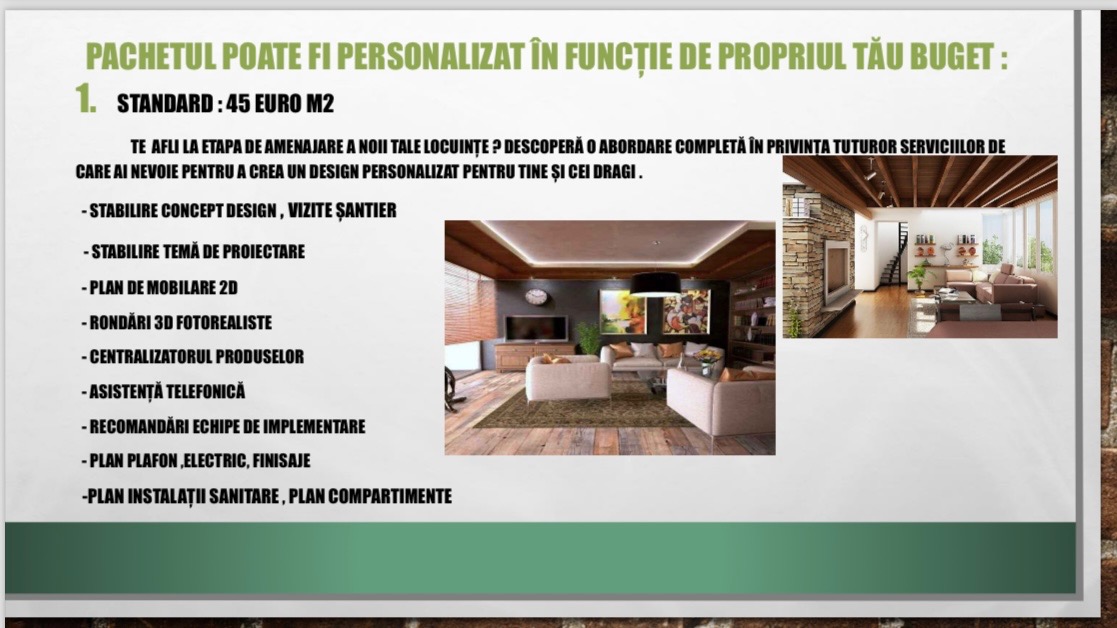 PACHETUL POATE FI PERSONALIZAT ÎN FUNCȚIE DE PROPRIUL TĂU BUGET :
1. STANDARD : 45 EURO M2
TE AFLI LA ETAPA DE AMENAJARE A NOII TALE LOCUINȚE ? DESCOPERĂ O ABORDARE COMPLETĂ ÎN PRIVINȚA TUTUROR SERVICIILOR DE
CARE AI NEVOIE PENTRU A CREA UN DESIGN PERSONALIZAT PENTRU TINE ȘI CEI DRAGI .
- STABILIRE CONCEPT DESIGN , VIZITE ȘANTIER
- STABILIRE TEMĂ DE PROIECTARE
- PLAN DE MOBILARE 2D
- RONDĂRI 3D FOTOREALISTE
- CENTRALIZATORUL PRODUSELOR
- ASISTENȚĂ TELEFONICĂ
- RECOMANDĂRI ECHIPE DE IMPLEMENTARE
- PLAN PLAFON ,ELECTRIC, FINISAJE
-PLAN INSTALAȚII SANITARE , PLAN COMPARTIMENTE